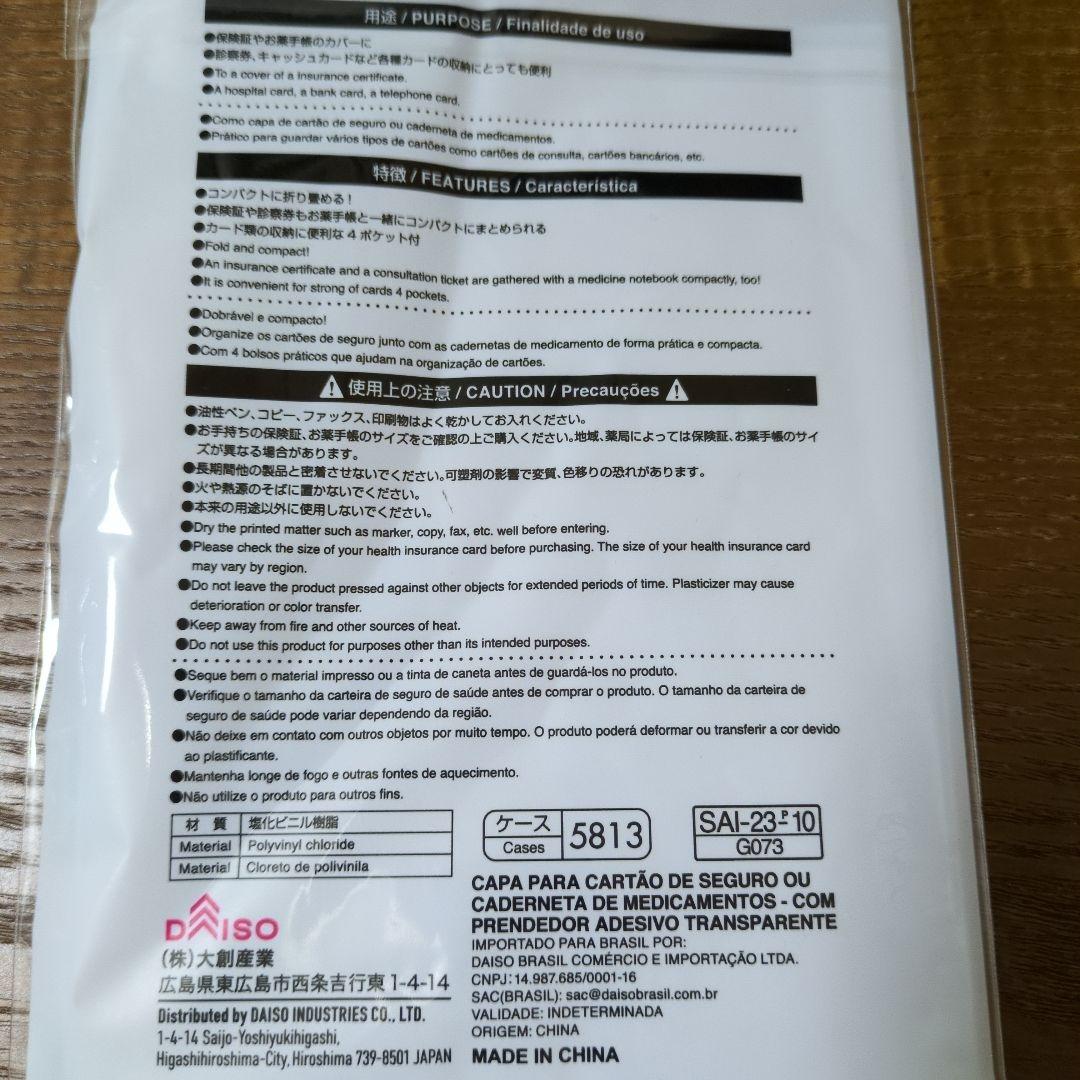 用途 / PURPOSE / Finalidade de uso
●保険証やお薬手帳のカバーに
●診察券、キャッシュカードなど各種カードの収納にとっても便利
●To a cover of a insurance certificate.
●A hospital card, a bank card, a telephone card.
●Como capa de cartão de seguro ou caderneta de medicamentos.
●Prático para guardar vários tipos de cartões como cartões de consulta, cartões bancários, etc.
特徴 / FEATURES / Característica
●コンパクトに折り畳める!
●保険証や診察券もお薬手帳と一緒にコンパクトにまとめられる
●カード類の収納に便利な 4 ポケット付
●Fold and compact!
●An insurance certificate and a consultation ticket are gathered with a medicine notebook compactly, too!
●It is convenient for strong of cards 4 pockets.
●Dobrável e compacto!
●Organize os cartões de seguro junto com as cadernetas de medicamento de forma prática e compacta.
●Com 4 bolsos práticos que ajudam na organização de cartões.
⚠ 使用上の注意 / CAUTION / Precauções ⚠
●油性ペン、コピー、ファックス、印刷物はよく乾かしてお入れください。
●お手持ちの保険証、お薬手帳のサイズをご確認の上ご購入ください。地域、薬局によっては保険証、お薬手帳のサイ
ズが異なる場合があります。
●長期間他の製品と密着させないでください。可塑剤の影響で変質、色移りの恐れがあります。
●火や熱源のそばに置かないでください。
●本来の用途以外に使用しないでください。
●Dry the printed matter such as marker, copy, fax, etc. well before entering.
●Please check the size of your health insurance card before purchasing. The size of your health insurance card
may vary by region.
●Do not leave the product pressed against other objects for extended periods of time. Plasticizer may cause
deterioration or color transfer.
●Keep away from fire and other sources of heat.
●Do not use this product for purposes other than its intended purposes.
●Seque bem o material impresso ou a tinta de caneta antes de guardá-los no produto.
●Verifique o tamanho da carteira de seguro de saúde antes de comprar o produto. O tamanho da carteira de
seguro de saúde pode variar dependendo da região.
●Não deixe em contato com outros objetos por muito tempo. O produto poderá deformar ou transferir a cor devido
ao plastificante.
●Mantenha longe de fogo e outras fontes de aquecimento.
●Não utilize o produto para outros fins.
材 質 塩化ビニル樹脂
Material Polyvinyl chloride
Material Cloreto de polivinila
ケース
Cases
5813
SAI-23-P10
G073
DAISO
(株)大創産業
広島県東広島市西条吉行東 1-4-14
Distributed by DAISO INDUSTRIES CO., LTD.
1-4-14 Saijo-Yoshiyukihigashi,
Higashihiroshima-City, Hiroshima 739-8501 JAPAN
CAPA PARA CARTÃO DE SEGURO OU
CADERNETA DE MEDICAMENTOS - COM
PRENDEDOR ADESIVO TRANSPARENTE
IMPORTADO PARA BRASIL POR:
DAISO BRASIL COMÉRCIO E IMPORTAÇÃO LTDA.
CNPJ:14.987.685/0001-16
SAC(BRASIL): sac@daisobrasil.com.br
VALIDADE: INDETERMINADA
ORIGEM: CHINA
MADE IN CHINA